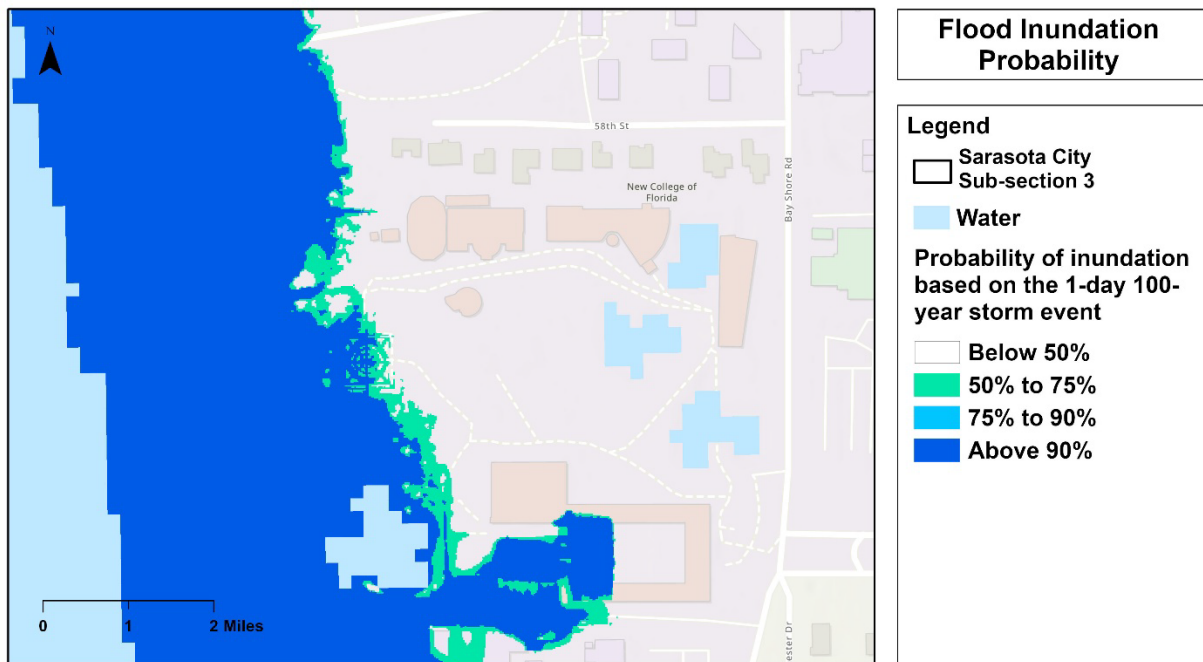 N
58th St
Bay Shore Rd
New College of
Florida
ester Dr
0 1 2 Miles
Flood Inundation
Probability
Legend
Sarasota City
Sub-section 3
Water
Probability of inundation
based on the 1-day 100-
year storm event
Below 50%
50% to 75%
75% to 90%
Above 90%